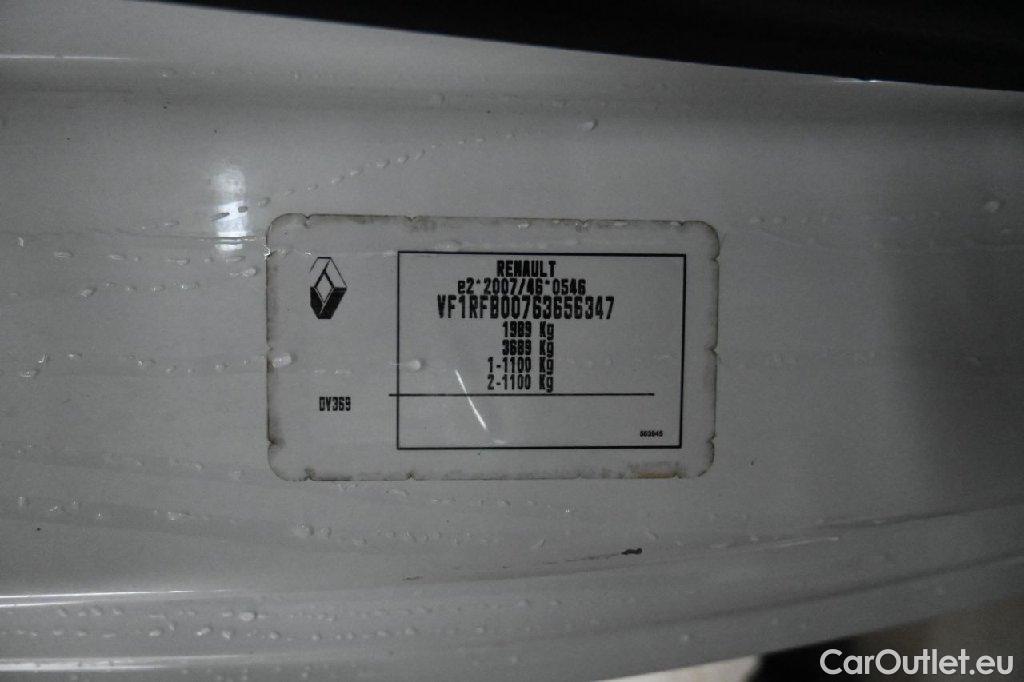 RENAULT
e2*2007/46*0546
VF1RFB00763656347
1989 Kg
3689 Kg
1-1100 Kg
2-1100 Kg
DV369
CarOutlet.eu